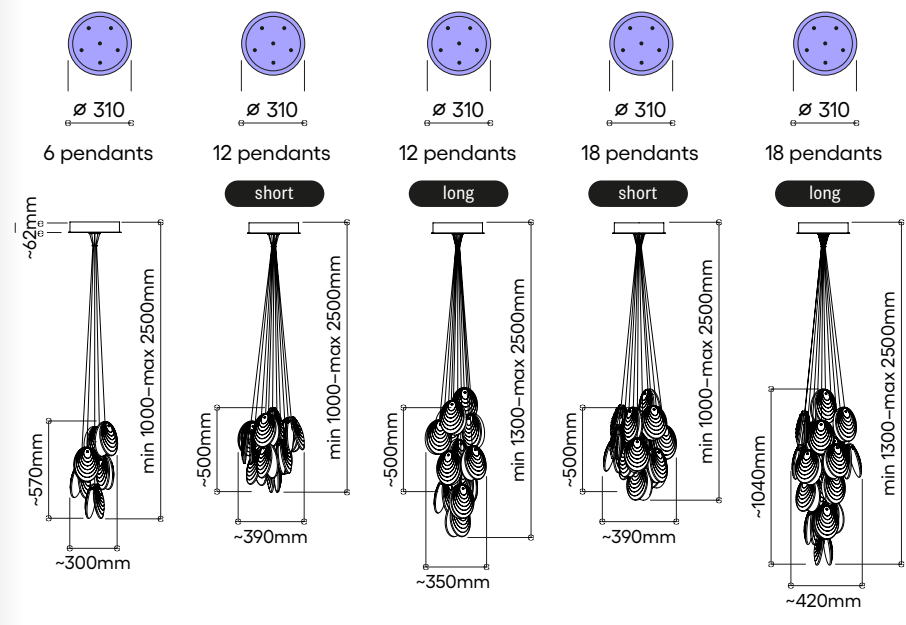 ⌀ 310
⌀ 310
⌀ 310
⌀ 310
⌀ 310
6 pendants
12 pendants
12 pendants
18 pendants
18 pendants
short
long
short
long
~62mm
min 1000–max 2500mm
min 1000–max 2500mm
min 1300–max 2500mm
min 1000–max 2500mm
min 1300–max 2500mm
~570mm
~500mm
~500mm
~500mm
~1040mm
~300mm
~390mm
~350mm
~390mm
~420mm